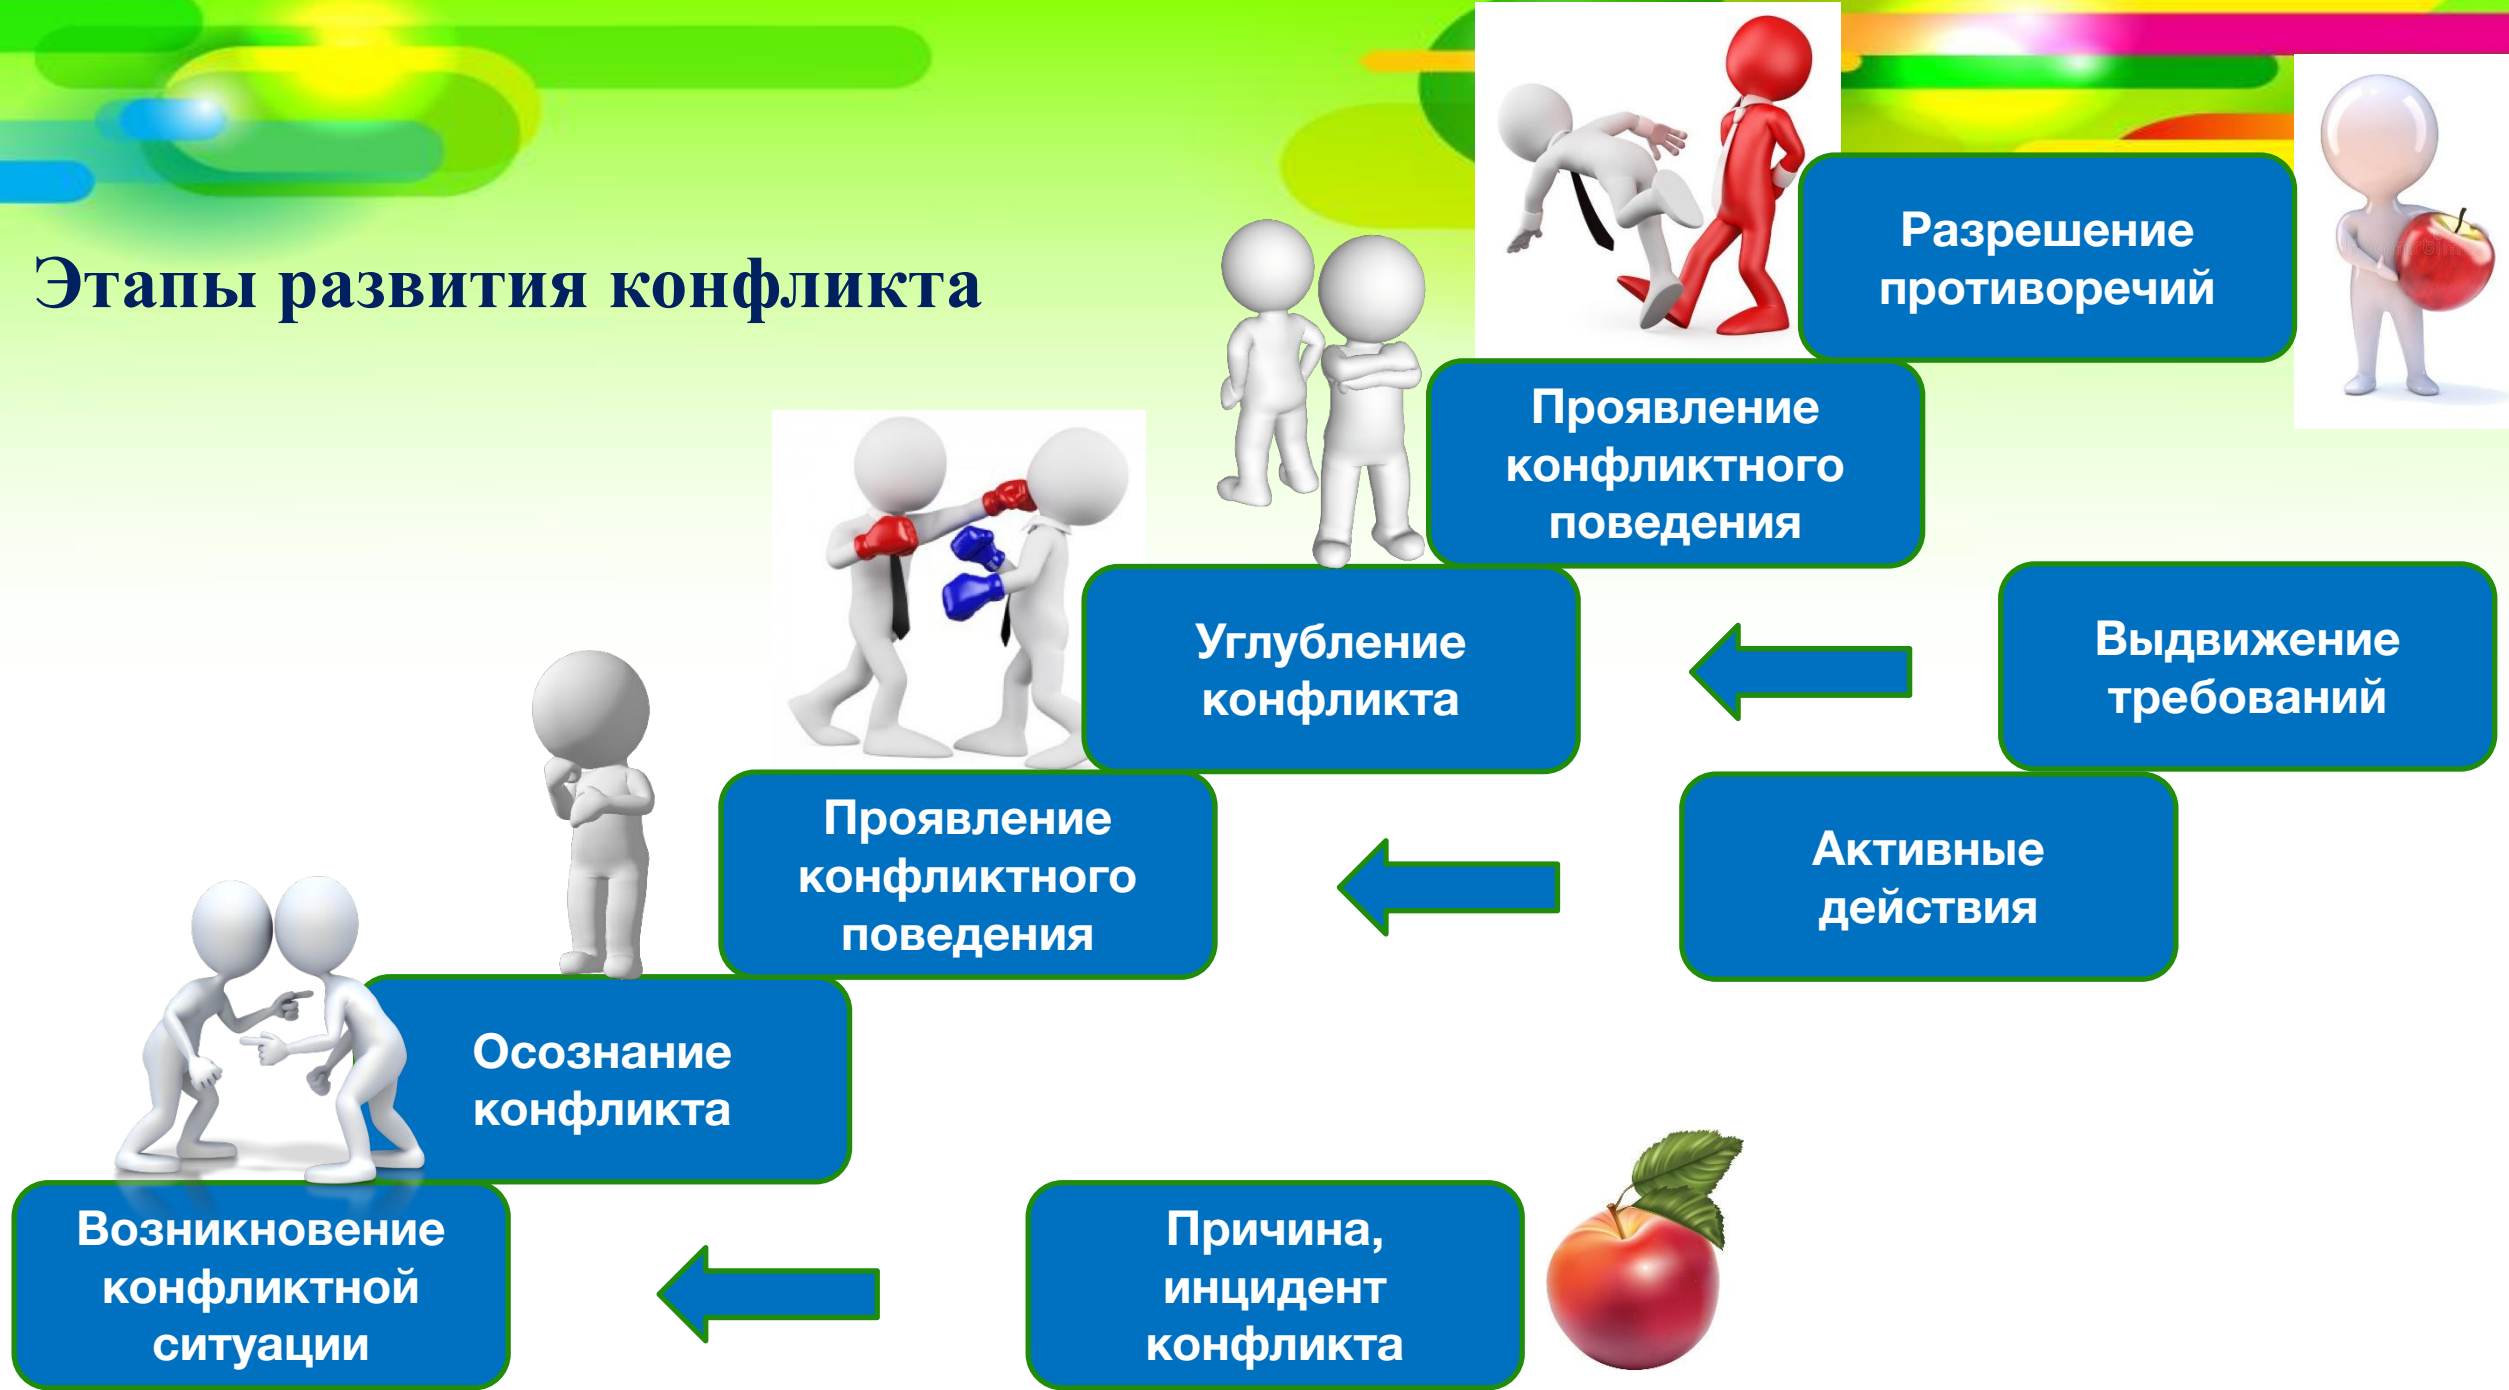 Этапы развития конфликта
Разрешение
противоречий
Проявление
конфликтного
поведения
Углубление
конфликта
Выдвижение
требований
Проявление
конфликтного
поведения
Активные
действия
Осознание
конфликта
Возникновение
конфликтной
ситуации
Причина,
инцидент
конфликта